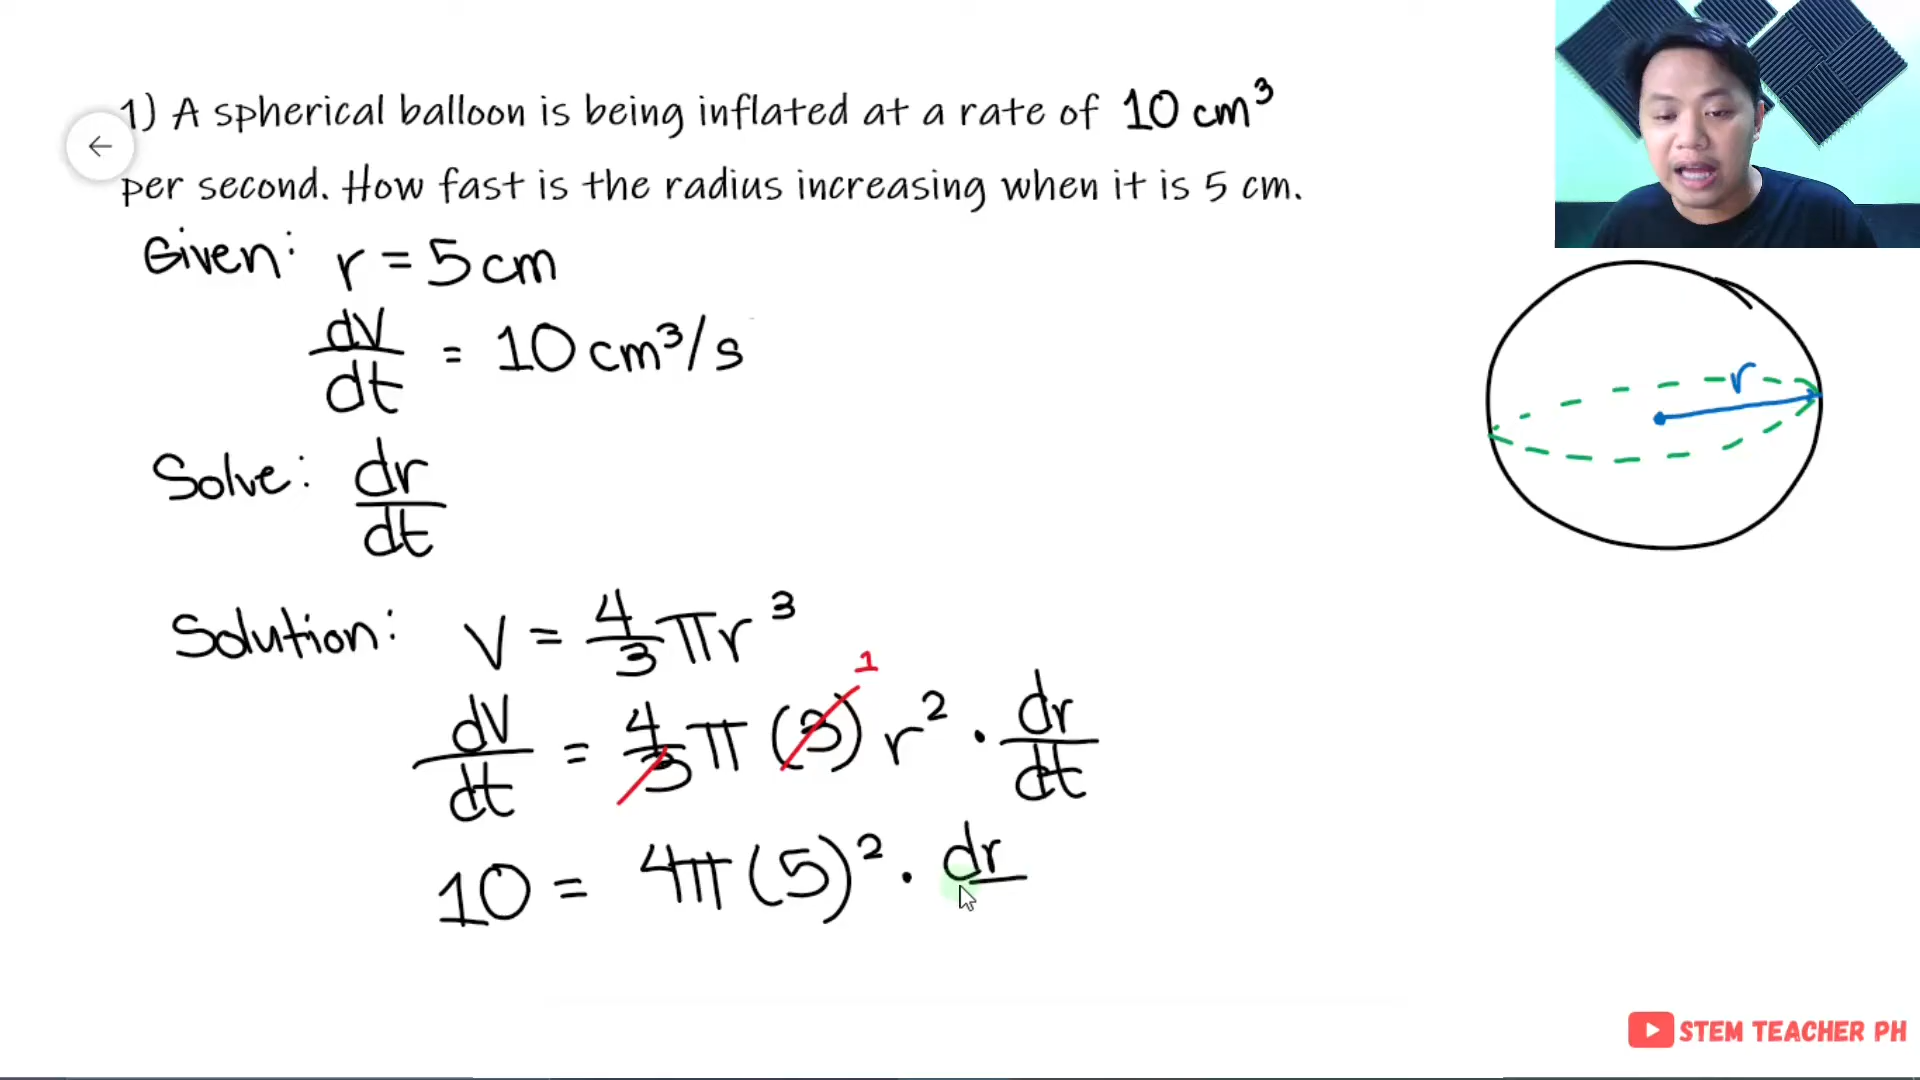 1) A spherical balloon is being inflated at a rate of 10 cm³
per second. How fast is the radius increasing when it is 5 cm.
Given: r = 5 cm
dV/dt = 10 cm³/s
Solve: dr/dt
r
Solution: V = 4/3 πr³
1
dV/dt = 4/3 π (3) r² · dr/dt
10 = 4π (5)² · dr
STEM TEACHER PH